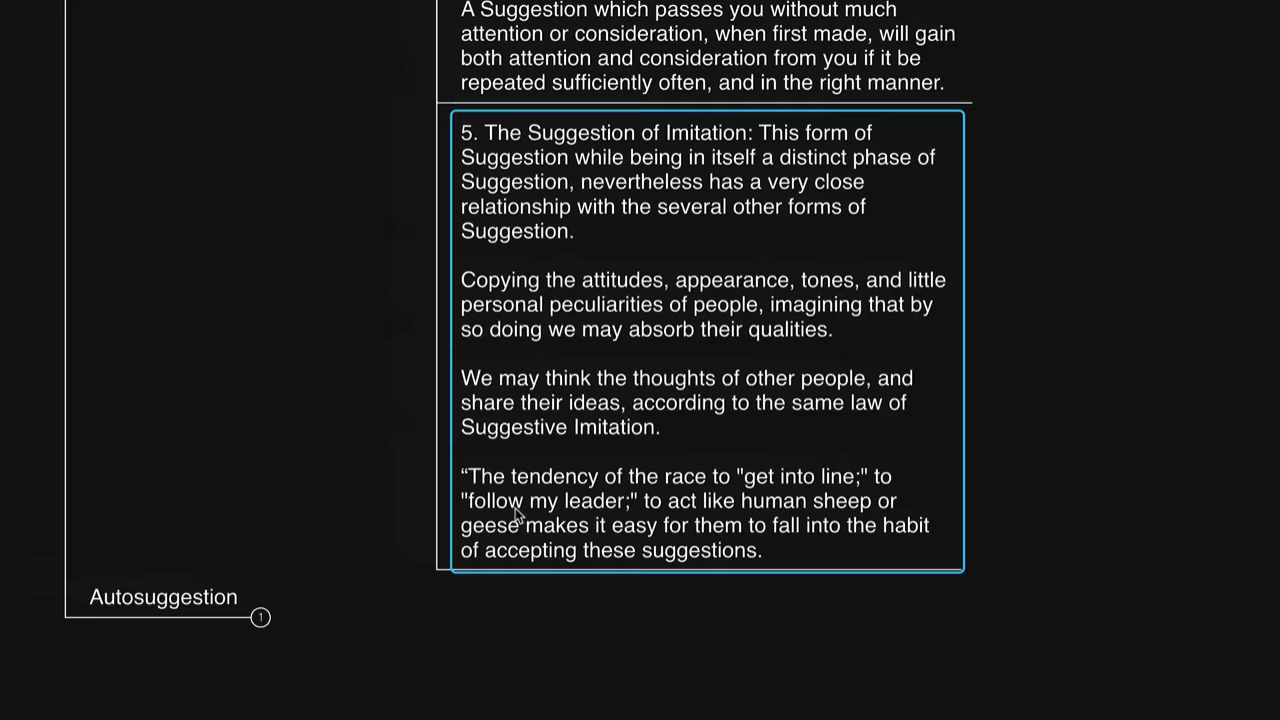 A Suggestion which passes you without much
attention or consideration, when first made, will gain
both attention and consideration from you if it be
repeated sufficiently often, and in the right manner.
5. The Suggestion of Imitation: This form of
Suggestion while being in itself a distinct phase of
Suggestion, nevertheless has a very close
relationship with the several other forms of
Suggestion.
Copying the attitudes, appearance, tones, and little
personal peculiarities of people, imagining that by
so doing we may absorb their qualities.
We may think the thoughts of other people, and
share their ideas, according to the same law of
Suggestive Imitation.
“The tendency of the race to "get into line;" to
"follow my leader;" to act like human sheep or
geese makes it easy for them to fall into the habit
of accepting these suggestions.
Autosuggestion
1